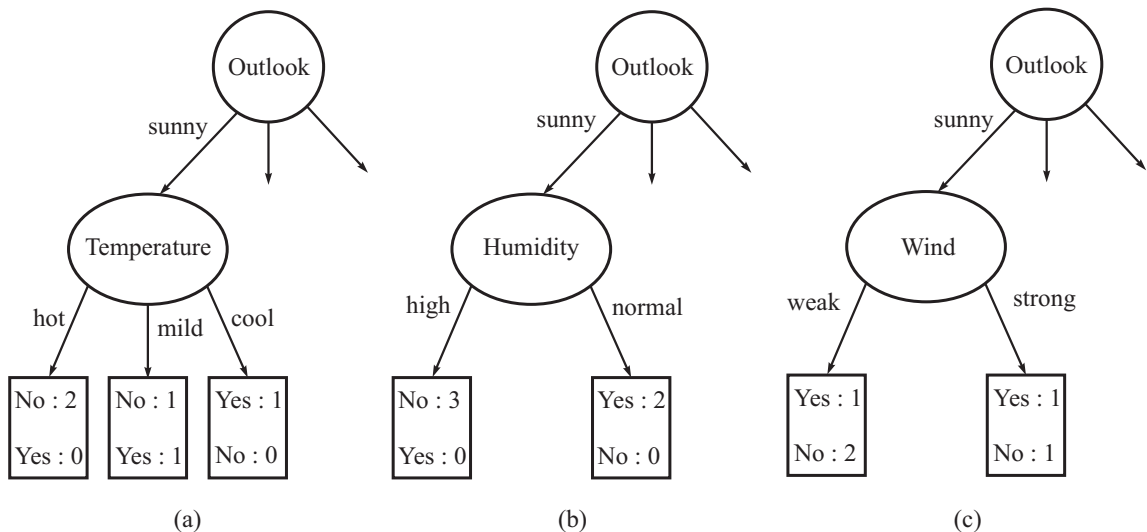 Outlook
sunny
Temperature
hot
mild
cool
No : 2
Yes : 0
No : 1
Yes : 1
Yes : 1
No : 0
(a)
Outlook
sunny
Humidity
high
normal
No : 3
Yes : 0
Yes : 2
No : 0
(b)
Outlook
sunny
Wind
weak
strong
Yes : 1
No : 2
Yes : 1
No : 1
(c)